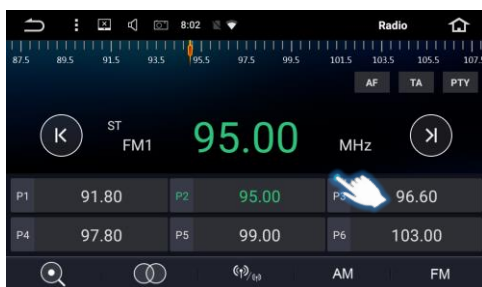 8:02 Radio
87.5 89.5 91.5 93.5 95.5 97.5 99.5 101.5 103.5 105.5 107.
AF TA PTY
ST
FM1 95.00 MHz
P1 91.80 P2 95.00 P3 96.60
P4 97.80 P5 99.00 P6 103.00
AM FM